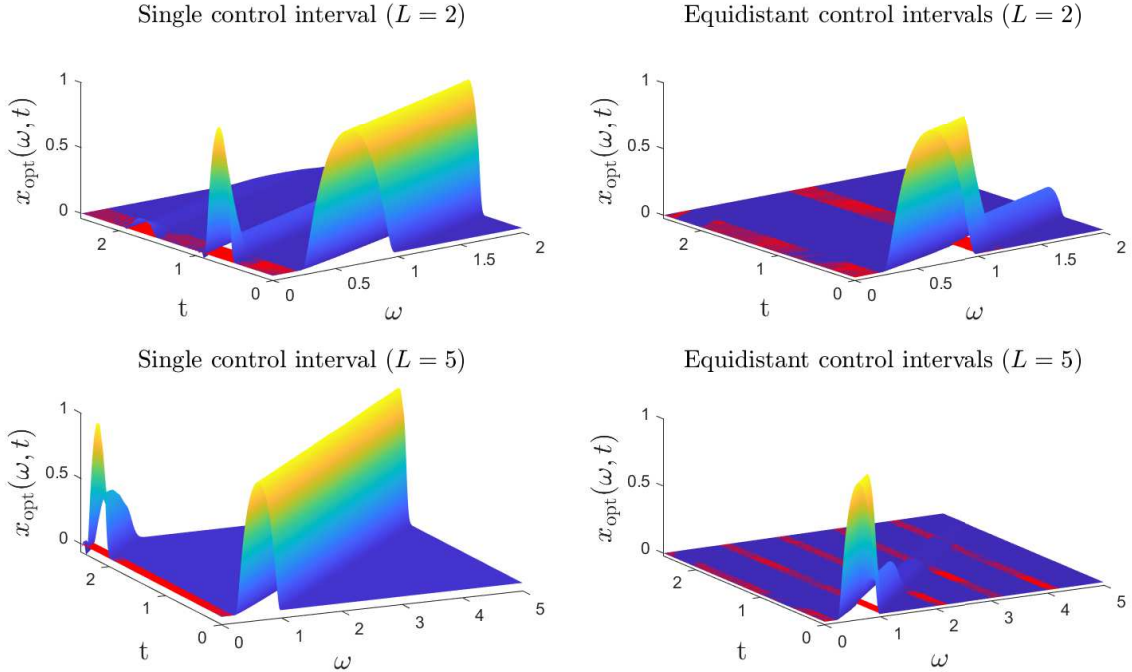 Single control interval (L = 2)
x_opt(ω, t)
1
0.5
0
2
1
0
t
0
0.5
1
1.5
2
ω
Equidistant control intervals (L = 2)
x_opt(ω, t)
1
0.5
0
2
1
0
t
0
0.5
1
1.5
2
ω
Single control interval (L = 5)
x_opt(ω, t)
1
0.5
0
2
1
0
t
0
1
2
3
4
5
ω
Equidistant control intervals (L = 5)
x_opt(ω, t)
1
0.5
0
2
1
0
t
0
1
2
3
4
5
ω